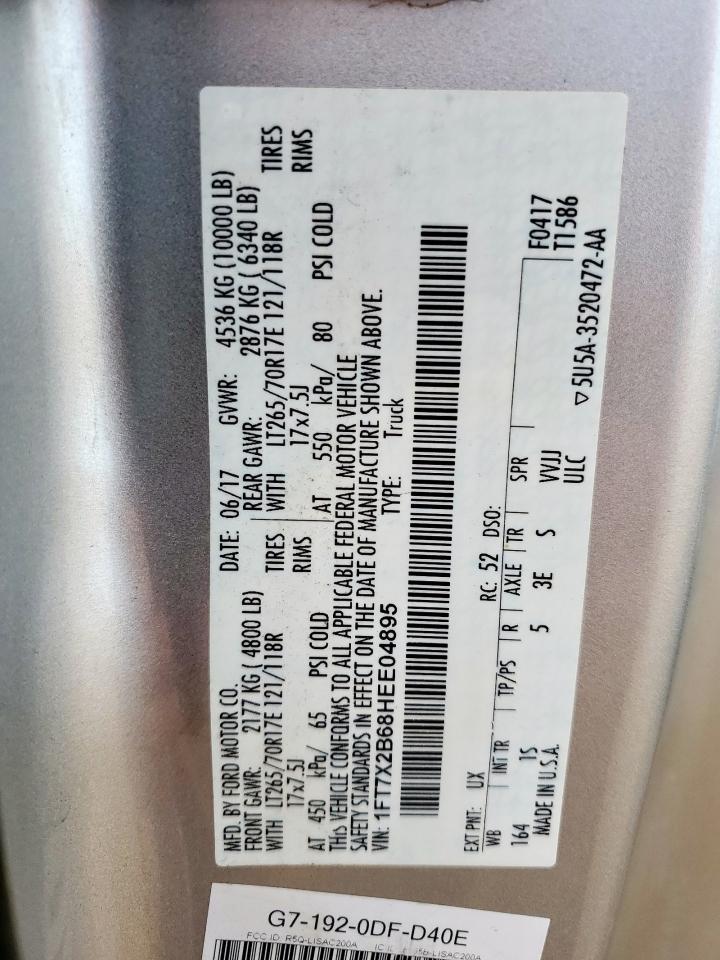 MFD. BY FORD MOTOR CO.
DATE: 06/17 GVWR: 4536 KG (10000 LB)
FRONT GAWR: 2177 KG ( 4800 LB)
REAR GAWR: 2876 KG ( 6340 LB)
WITH LT265/70R17E 121/118R TIRES
WITH LT265/70R17E 121/118R TIRES
17x7.5J RIMS
17x7.5J RIMS
AT 450 kPa/ 65 PSI COLD
AT 550 kPa/ 80 PSI COLD
THIS VEHICLE CONFORMS TO ALL APPLICABLE FEDERAL MOTOR VEHICLE
SAFETY STANDARDS IN EFFECT ON THE DATE OF MANUFACTURE SHOWN ABOVE.
VIN: 1FT7X2B68HEE04895 TYPE: Truck
F0417
T1586
EXT PNT: UX RC: 52 DSO:
WB INT TR TP/PS R AXLE TR SPR
164 1S 5 3E S VVJJ
ULC
MADE IN U.S.A.
▽5U5A-3520472-AA
G7-192-0DF-D40E
FCC ID: R5Q-LISAC200A